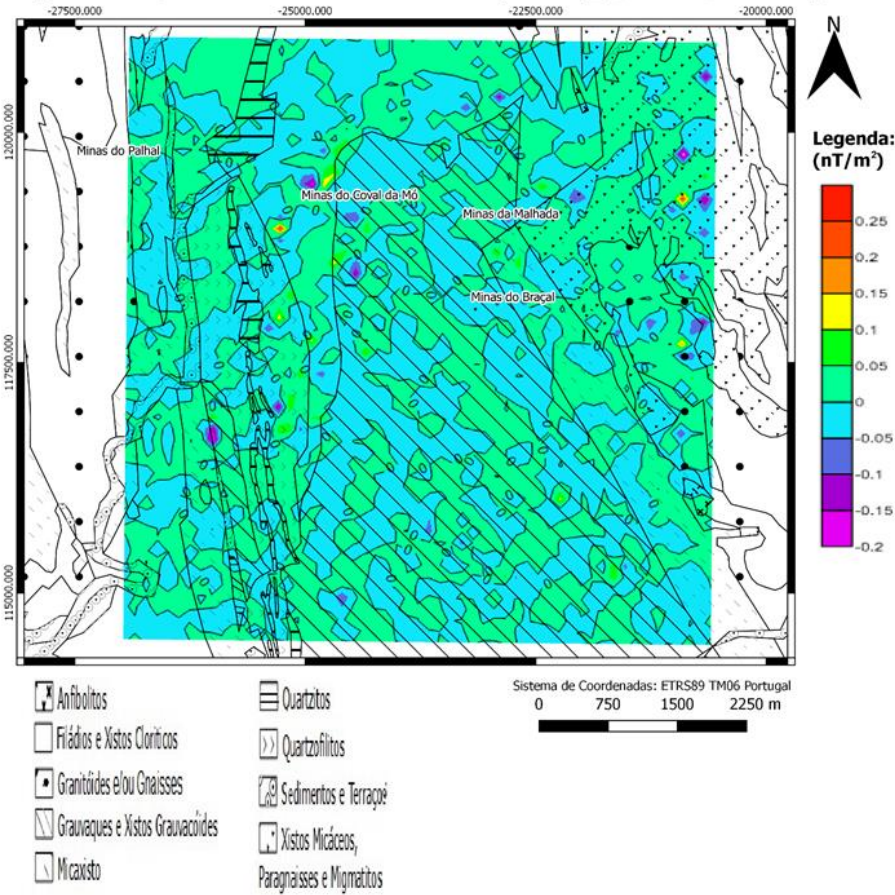 -27500.000
-25000.000
-22500.000
-20000.000
N
120000.000
117500.000
115000.000
Minas do Palhal
Minas do Coval da Mó
Minas da Malhada
Minas do Braçal
Legenda:
(nT/m²)
0.25
0.2
0.15
0.1
0.05
0
-0.05
-0.1
-0.15
-0.2
Anfibolitos
Filádios e Xistos Cloríticos
Granitóides e/ou Gnaisses
Grauvaques e Xistos Grauvacóides
Micaxisto
Quartzitos
Quartzofilitos
Sedimentos e Terraços
Xistos Micáceos,
Paragnaisses e Migmatitos
Sistema de Coordenadas: ETRS89 TM06 Portugal
0 750 1500 2250 m